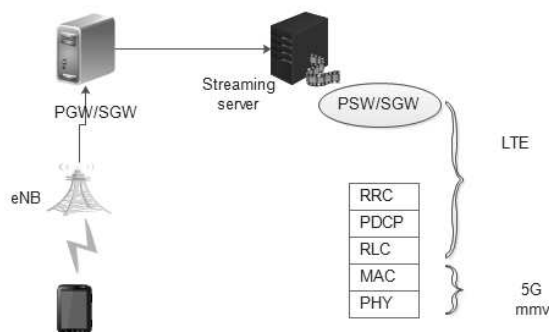 Streaming
server
PGW/SGW
PSW/SGW
LTE
eNB
RRC
PDCP
RLC
MAC
PHY
5G
mmv